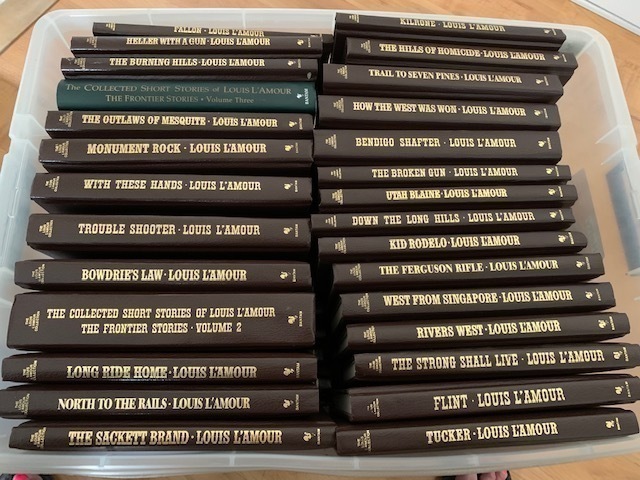 FALLON · LOUIS L'AMOUR
HELLER WITH A GUN · LOUIS L'AMOUR
THE BURNING HILLS · LOUIS L'AMOUR
The COLLECTED SHORT STORIES of LOUIS L'AMOUR
THE FRONTIER STORIES · Volume Three
THE OUTLAWS OF MESQUITE · LOUIS L'AMOUR
MONUMENT ROCK · LOUIS L'AMOUR
WITH THESE HANDS · LOUIS L'AMOUR
TROUBLE SHOOTER · LOUIS L'AMOUR
BOWDRIE'S LAW · LOUIS L'AMOUR
THE COLLECTED SHORT STORIES OF LOUIS L'AMOUR
THE FRONTIER STORIES · VOLUME 2
LONG RIDE HOME · LOUIS L'AMOUR
NORTH TO THE RAILS · LOUIS L'AMOUR
THE SACKETT BRAND · LOUIS L'AMOUR
KILRONE · LOUIS L'AMOUR
THE HILLS OF HOMICIDE · LOUIS L'AMOUR
TRAIL TO SEVEN PINES · LOUIS L'AMOUR
HOW THE WEST WAS WON · LOUIS L'AMOUR
BENDIGO SHAFTER · LOUIS L'AMOUR
THE BROKEN GUN · LOUIS L'AMOUR
UTAH BLAINE · LOUIS L'AMOUR
DOWN THE LONG HILLS · LOUIS L'AMOUR
KID RODELO · LOUIS L'AMOUR
THE FERGUSON RIFLE · LOUIS L'AMOUR
WEST FROM SINGAPORE · LOUIS L'AMOUR
RIVERS WEST · LOUIS L'AMOUR
THE STRONG SHALL LIVE · LOUIS L'AMOUR
FLINT · LOUIS L'AMOUR
TUCKER · LOUIS L'AMOUR